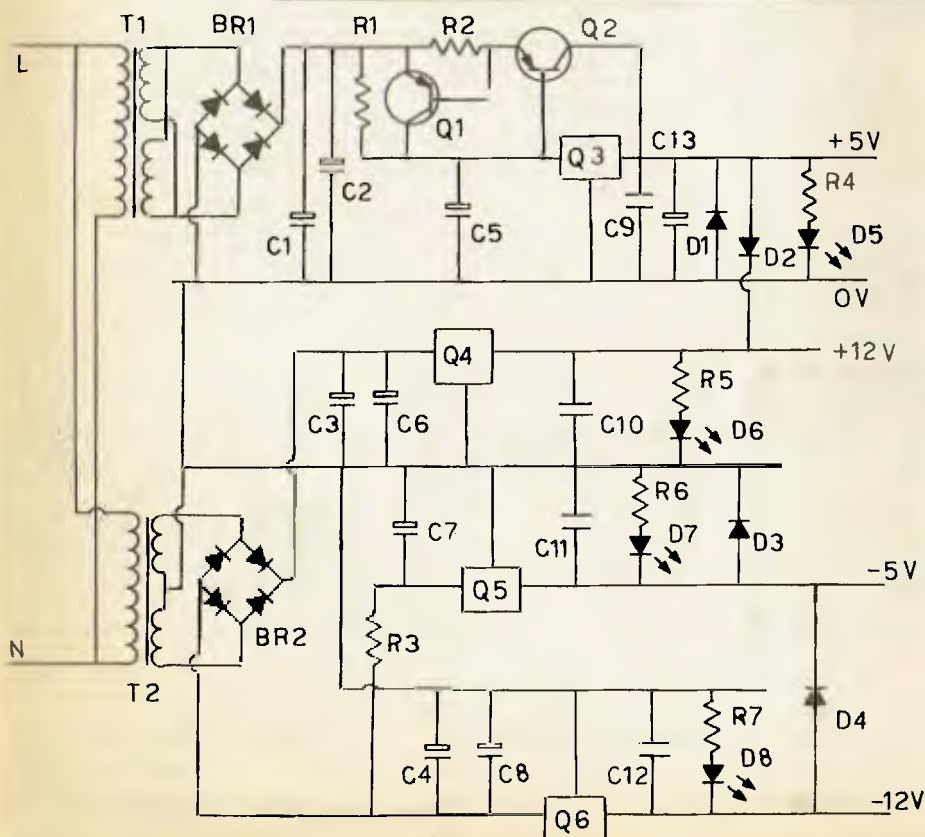 T1 BR1 R1 R2 Q2
L
Q1
Q3 C13 +5V
C2 R4
C1 C5 C9 D1 D2 D5
0V
Q4 +12V
R5
C3 C6 C10 D6
R6
C7 C11 D7 D3
Q5 -5V
R3
BR2
N
T2
D4
R7
C4 C8 C12 D8
-12V
Q6